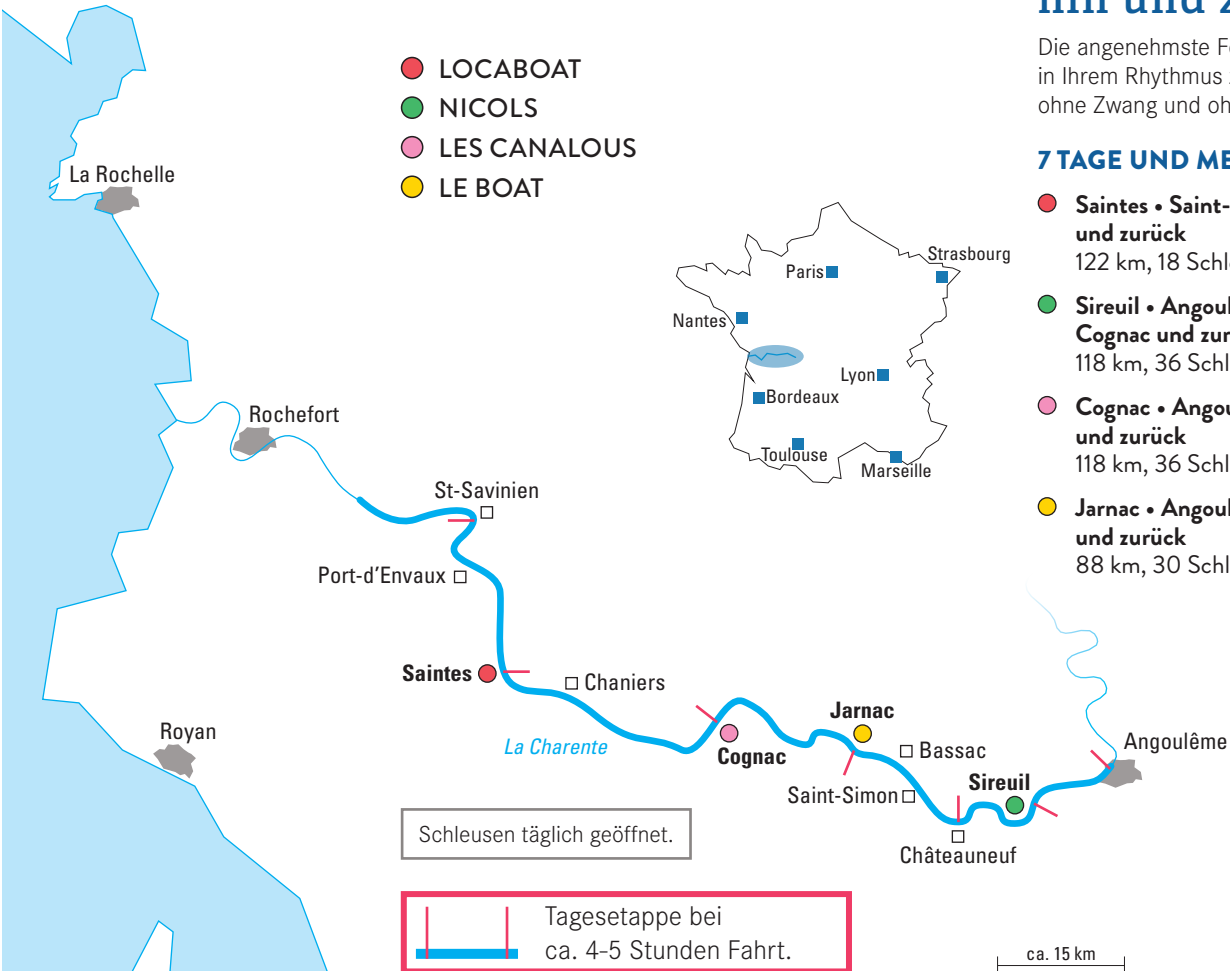 hin und z
Die angenehmste Fo
in Ihrem Rhythmus
ohne Zwang und oh
7 TAGE UND ME
Saintes • Saint-
und zurück
122 km, 18 Schl
Sireuil • Angoul
Cognac und zur
118 km, 36 Schl
Cognac • Angou
und zurück
118 km, 36 Schl
Jarnac • Angoul
und zurück
88 km, 30 Schl
LOCABOAT
NICOLS
LES CANALOUS
LE BOAT
La Rochelle
Strasbourg
Paris
Nantes
Lyon
Bordeaux
Toulouse
Marseille
Rochefort
St-Savinien
Port-d'Envaux
Saintes
Chaniers
Royan
La Charente
Cognac
Jarnac
Bassac
Saint-Simon
Sireuil
Angoulême
Châteauneuf
Schleusen täglich geöffnet.
Tagesetappe bei
ca. 4-5 Stunden Fahrt.
ca. 15 km